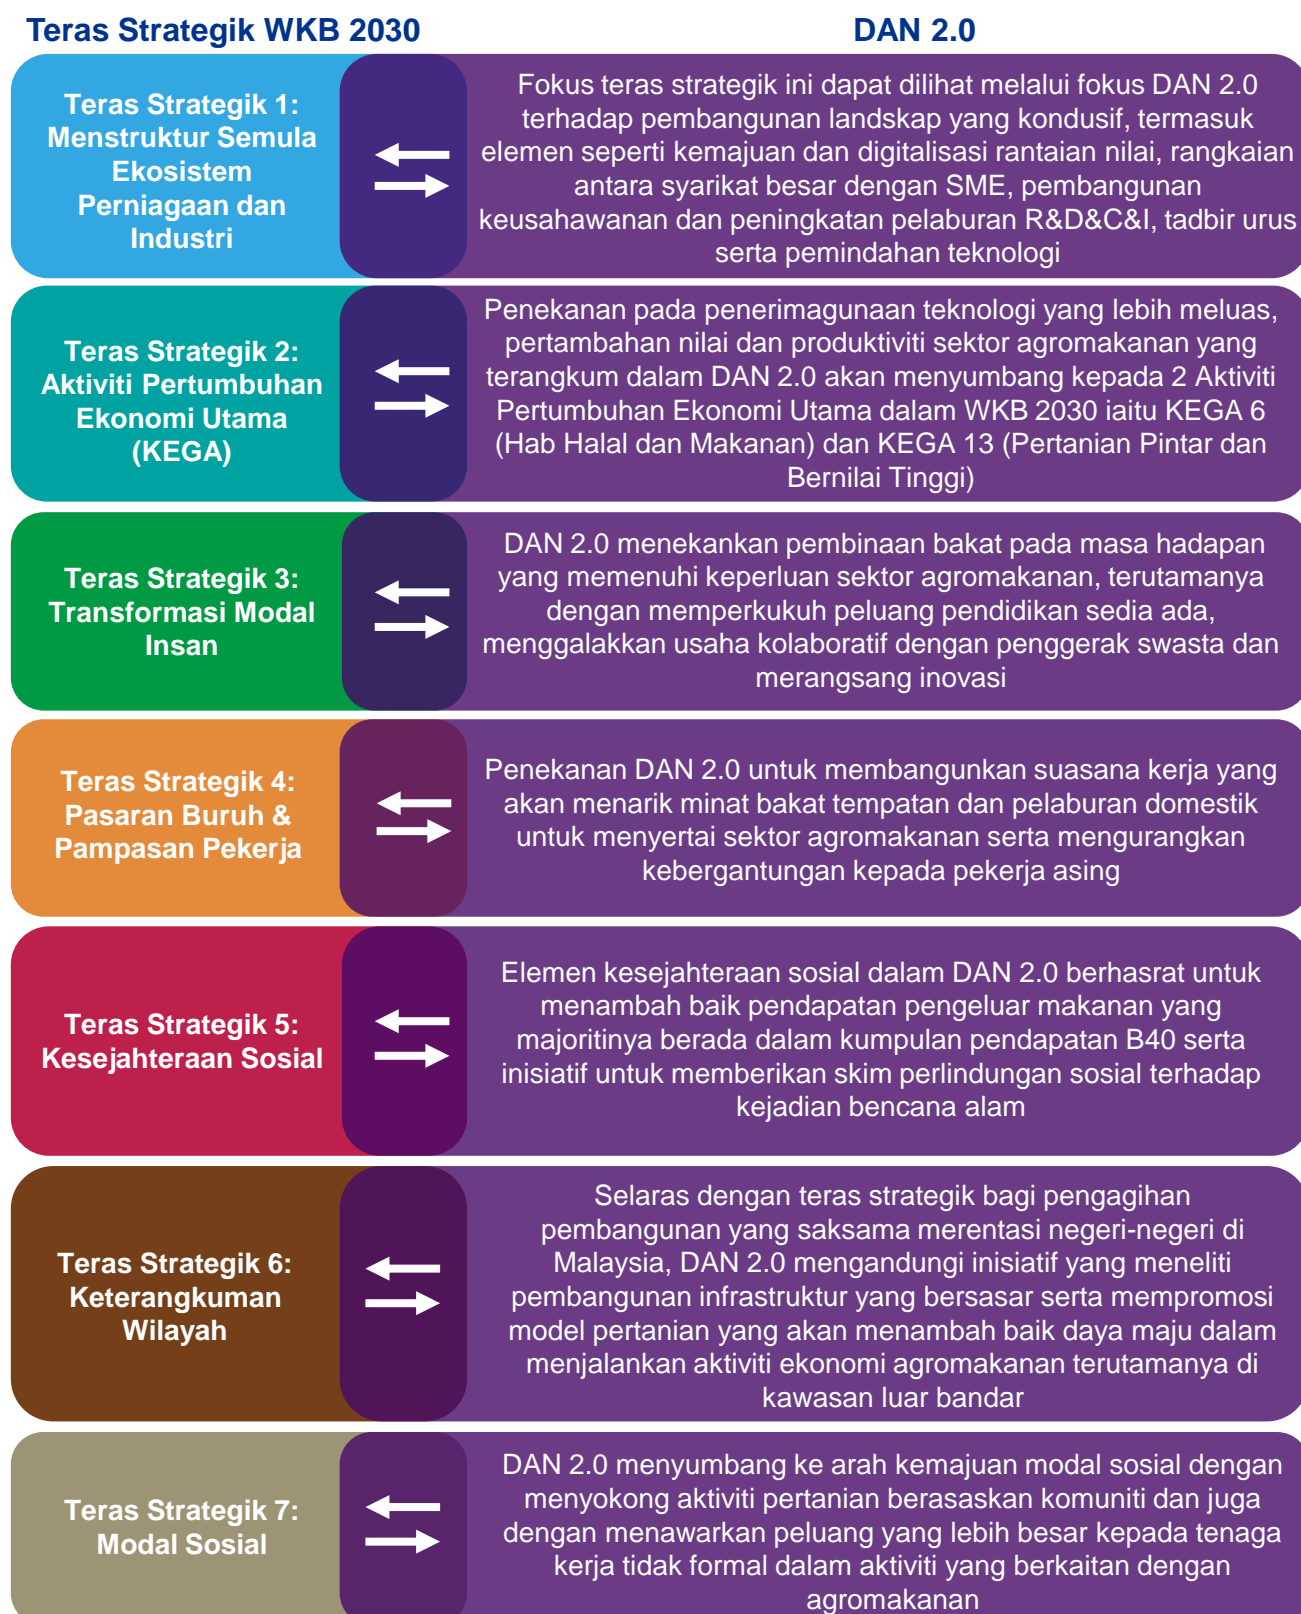 Teras Strategik WKB 2030
DAN 2.0
Teras Strategik 1:
Menstruktur Semula
Ekosistem
Perniagaan dan
Industri
Fokus teras strategik ini dapat dilihat melalui fokus DAN 2.0
terhadap pembangunan landskap yang kondusif, termasuk
elemen seperti kemajuan dan digitalisasi rantaian nilai, rangkaian
antara syarikat besar dengan SME, pembangunan
keusahawanan dan peningkatan pelaburan R&D&C&I, tadbir urus
serta pemindahan teknologi
Teras Strategik 2:
Aktiviti Pertumbuhan
Ekonomi Utama
(KEGA)
Penekanan pada penerimagunaan teknologi yang lebih meluas,
pertambahan nilai dan produktiviti sektor agromakanan yang
terangkum dalam DAN 2.0 akan menyumbang kepada 2 Aktiviti
Pertumbuhan Ekonomi Utama dalam WKB 2030 iaitu KEGA 6
(Hab Halal dan Makanan) dan KEGA 13 (Pertanian Pintar dan
Bernilai Tinggi)
Teras Strategik 3:
Transformasi Modal
Insan
DAN 2.0 menekankan pembinaan bakat pada masa hadapan
yang memenuhi keperluan sektor agromakanan, terutamanya
dengan memperkukuh peluang pendidikan sedia ada,
menggalakkan usaha kolaboratif dengan penggerak swasta dan
merangsang inovasi
Teras Strategik 4:
Pasaran Buruh &
Pampasan Pekerja
Penekanan DAN 2.0 untuk membangunkan suasana kerja yang
akan menarik minat bakat tempatan dan pelaburan domestik
untuk menyertai sektor agromakanan serta mengurangkan
kebergantungan kepada pekerja asing
Teras Strategik 5:
Kesejahteraan Sosial
Elemen kesejahteraan sosial dalam DAN 2.0 berhasrat untuk
menambah baik pendapatan pengeluar makanan yang
majoritinya berada dalam kumpulan pendapatan B40 serta
inisiatif untuk memberikan skim perlindungan sosial terhadap
kejadian bencana alam
Teras Strategik 6:
Keterangkuman
Wilayah
Selaras dengan teras strategik bagi pengagihan
pembangunan yang saksama merentasi negeri-negeri di
Malaysia, DAN 2.0 mengandungi inisiatif yang meneliti
pembangunan infrastruktur yang bersasar serta mempromosi
model pertanian yang akan menambah baik daya maju dalam
menjalankan aktiviti ekonomi agromakanan terutamanya di
kawasan luar bandar
Teras Strategik 7:
Modal Sosial
DAN 2.0 menyumbang ke arah kemajuan modal sosial dengan
menyokong aktiviti pertanian berasaskan komuniti dan juga
dengan menawarkan peluang yang lebih besar kepada tenaga
kerja tidak formal dalam aktiviti yang berkaitan dengan
agromakanan